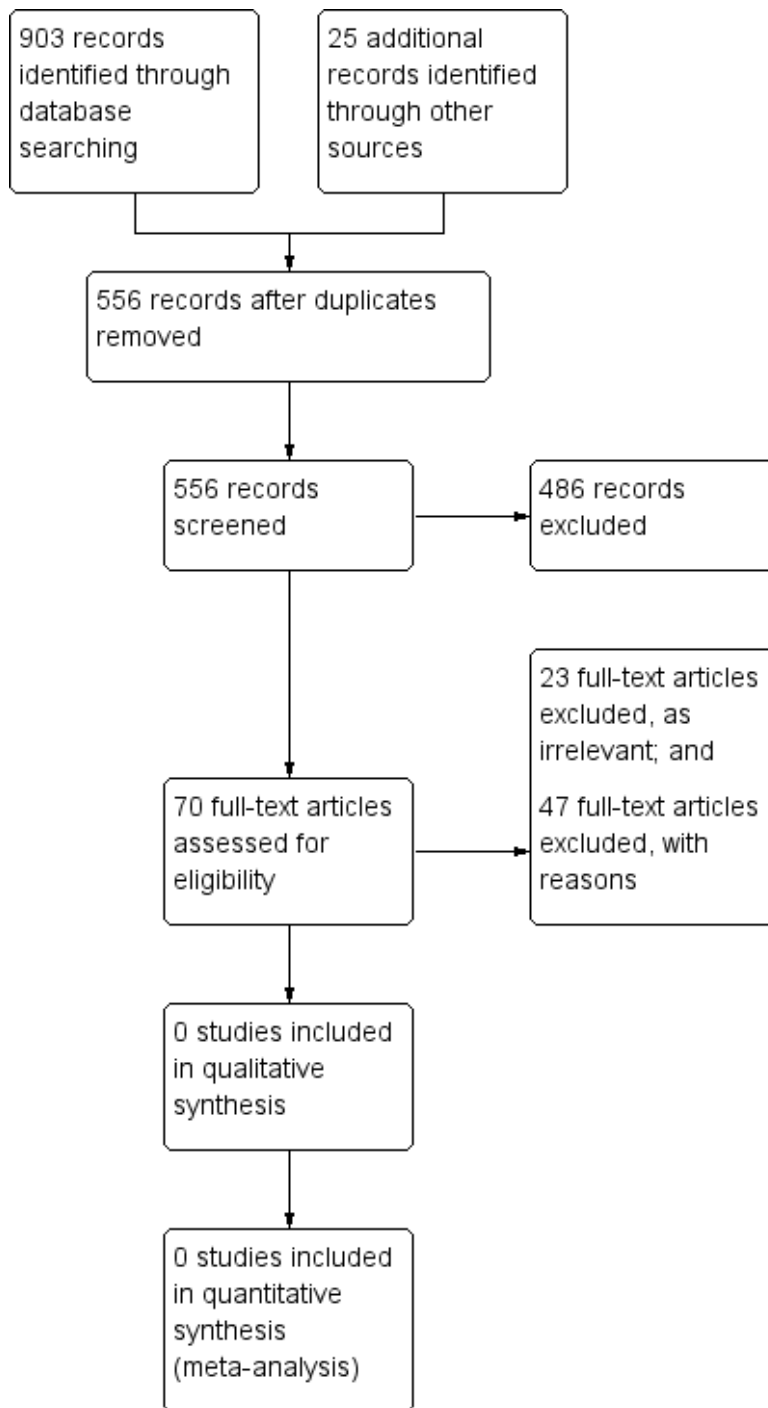 903 records
identified through
database
searching
25 additional
records identified
through other
sources
556 records after duplicates
removed
556 records
screened
486 records
excluded
23 full-text articles
excluded, as
irrelevant; and
47 full-text articles
excluded, with
reasons
70 full-text articles
assessed for
eligibility
0 studies included
in qualitative
synthesis
0 studies included
in quantitative
synthesis
(meta-analysis)